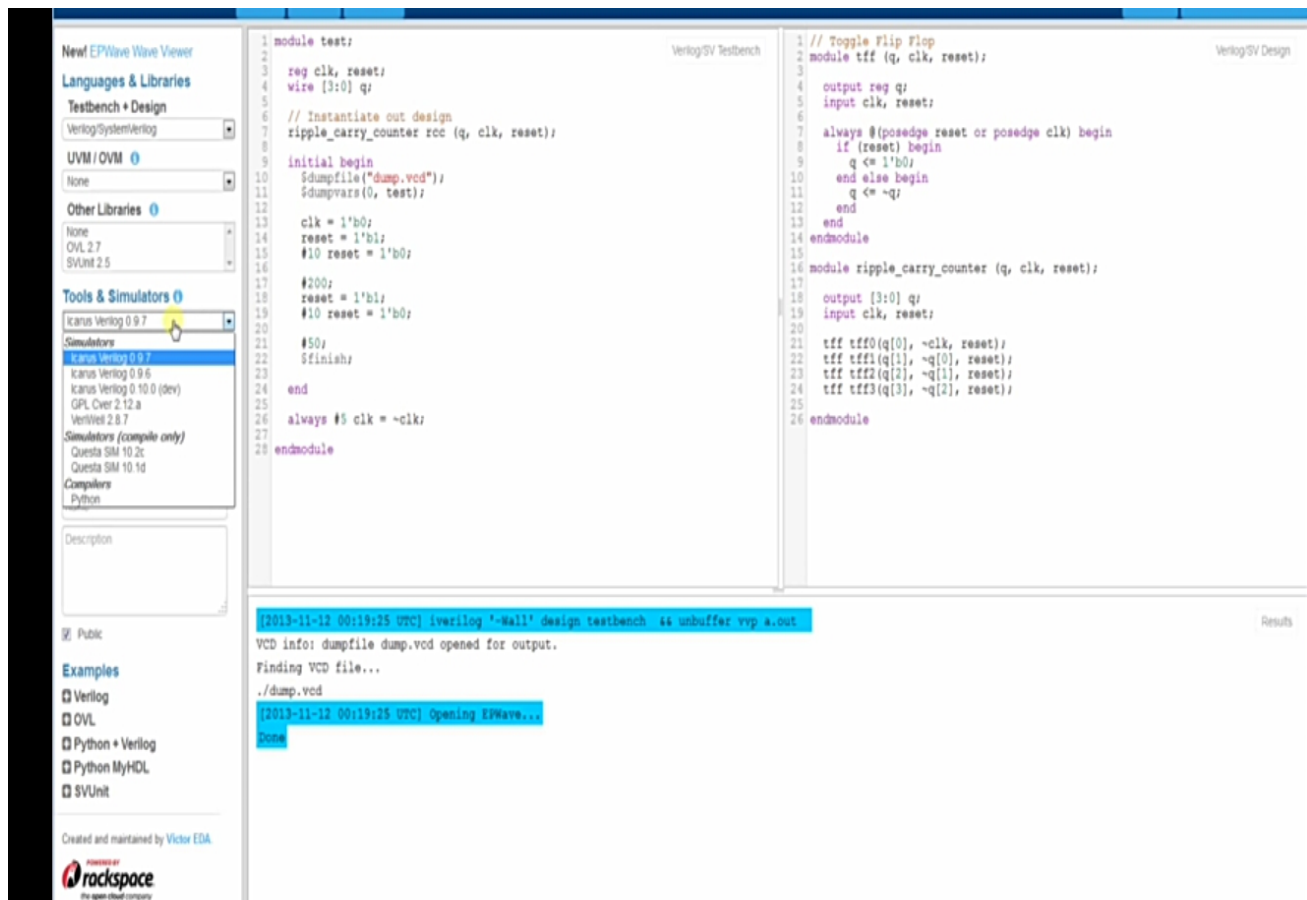 New! EPWave Wave Viewer
Languages & Libraries
Testbench + Design
Verilog/SystemVerilog
UVM / OVM
None
Other Libraries
None
OVL 2.7
SVUnit 2.5
Tools & Simulators
Icarus Verilog 0.9.7
Simulators
Icarus Verilog 0.9.7
Icarus Verilog 0.9.6
Icarus Verilog 0.10.0 (dev)
GPL Cver 2.12.a
VeriWell 2.8.7
Simulators (compile only)
Questa SIM 10.2c
Questa SIM 10.1d
Compilers
Python
Description
Public
Examples
Verilog
OVL
Python + Verilog
Python MyHDL
SVUnit
Created and maintained by Victor EDA
POWERED BY
rackspace
the open cloud company
Verilog/SV Testbench
1 module test;
2
3 reg clk, reset;
4 wire [3:0] q;
5
6 // Instantiate out design
7 ripple_carry_counter rcc (q, clk, reset);
8
9 initial begin
10 $dumpfile("dump.vcd");
11 $dumpvars(0, test);
12
13 clk = 1'b0;
14 reset = 1'b1;
15 #10 reset = 1'b0;
16
17 #200;
18 reset = 1'b1;
19 #10 reset = 1'b0;
20
21 #50;
22 $finish;
23
24 end
25
26 always #5 clk = ~clk;
27
28 endmodule
Verilog/SV Design
1 // Toggle Flip Flop
2 module tff (q, clk, reset);
3
4 output reg q;
5 input clk, reset;
6
7 always @(posedge reset or posedge clk) begin
8 if (reset) begin
9 q <= 1'b0;
10 end else begin
11 q <= ~q;
12 end
13 end
14 endmodule
15
16 module ripple_carry_counter (q, clk, reset);
17
18 output [3:0] q;
19 input clk, reset;
20
21 tff tff0(q[0], ~clk, reset);
22 tff tff1(q[1], ~q[0], reset);
23 tff tff2(q[2], ~q[1], reset);
24 tff tff3(q[3], ~q[2], reset);
25
26 endmodule
Results
[2013-11-12 00:19:25 UTC] iverilog '-Wall' design testbench && unbuffer vvp a.out
VCD info: dumpfile dump.vcd opened for output.
Finding VCD file...
./dump.vcd
[2013-11-12 00:19:25 UTC] Opening EPWave...
Done